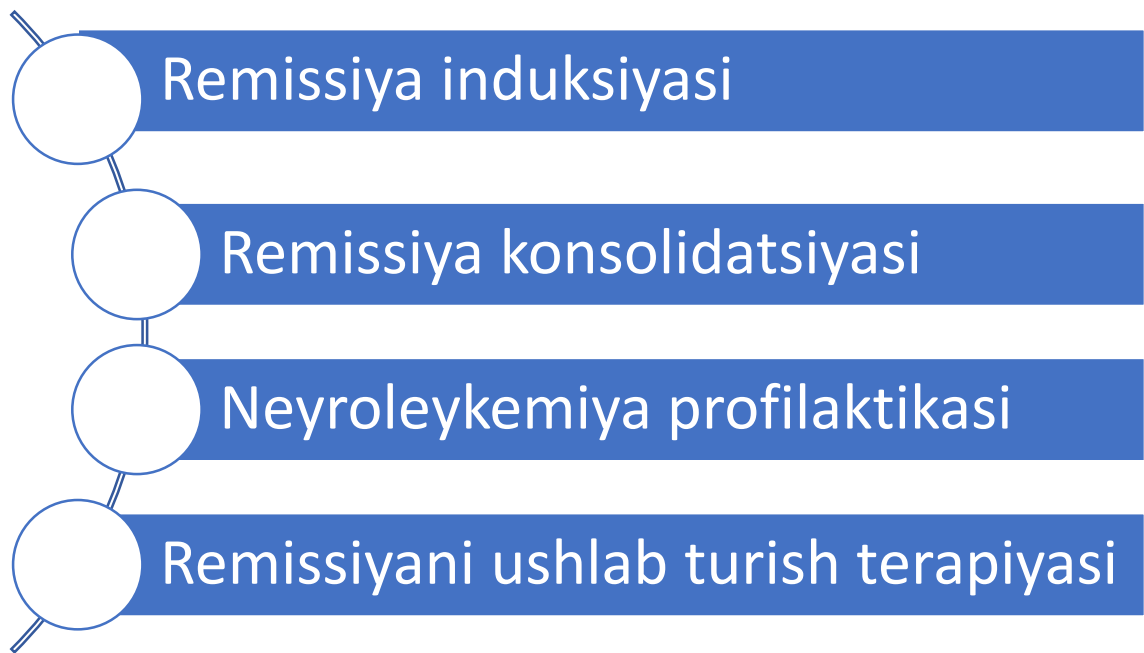 Remissiya induksiyasi
Remissiya konsolidatsiyasi
Neyroleykemiya profilaktikasi
Remissiyani ushlab turish terapiyasi